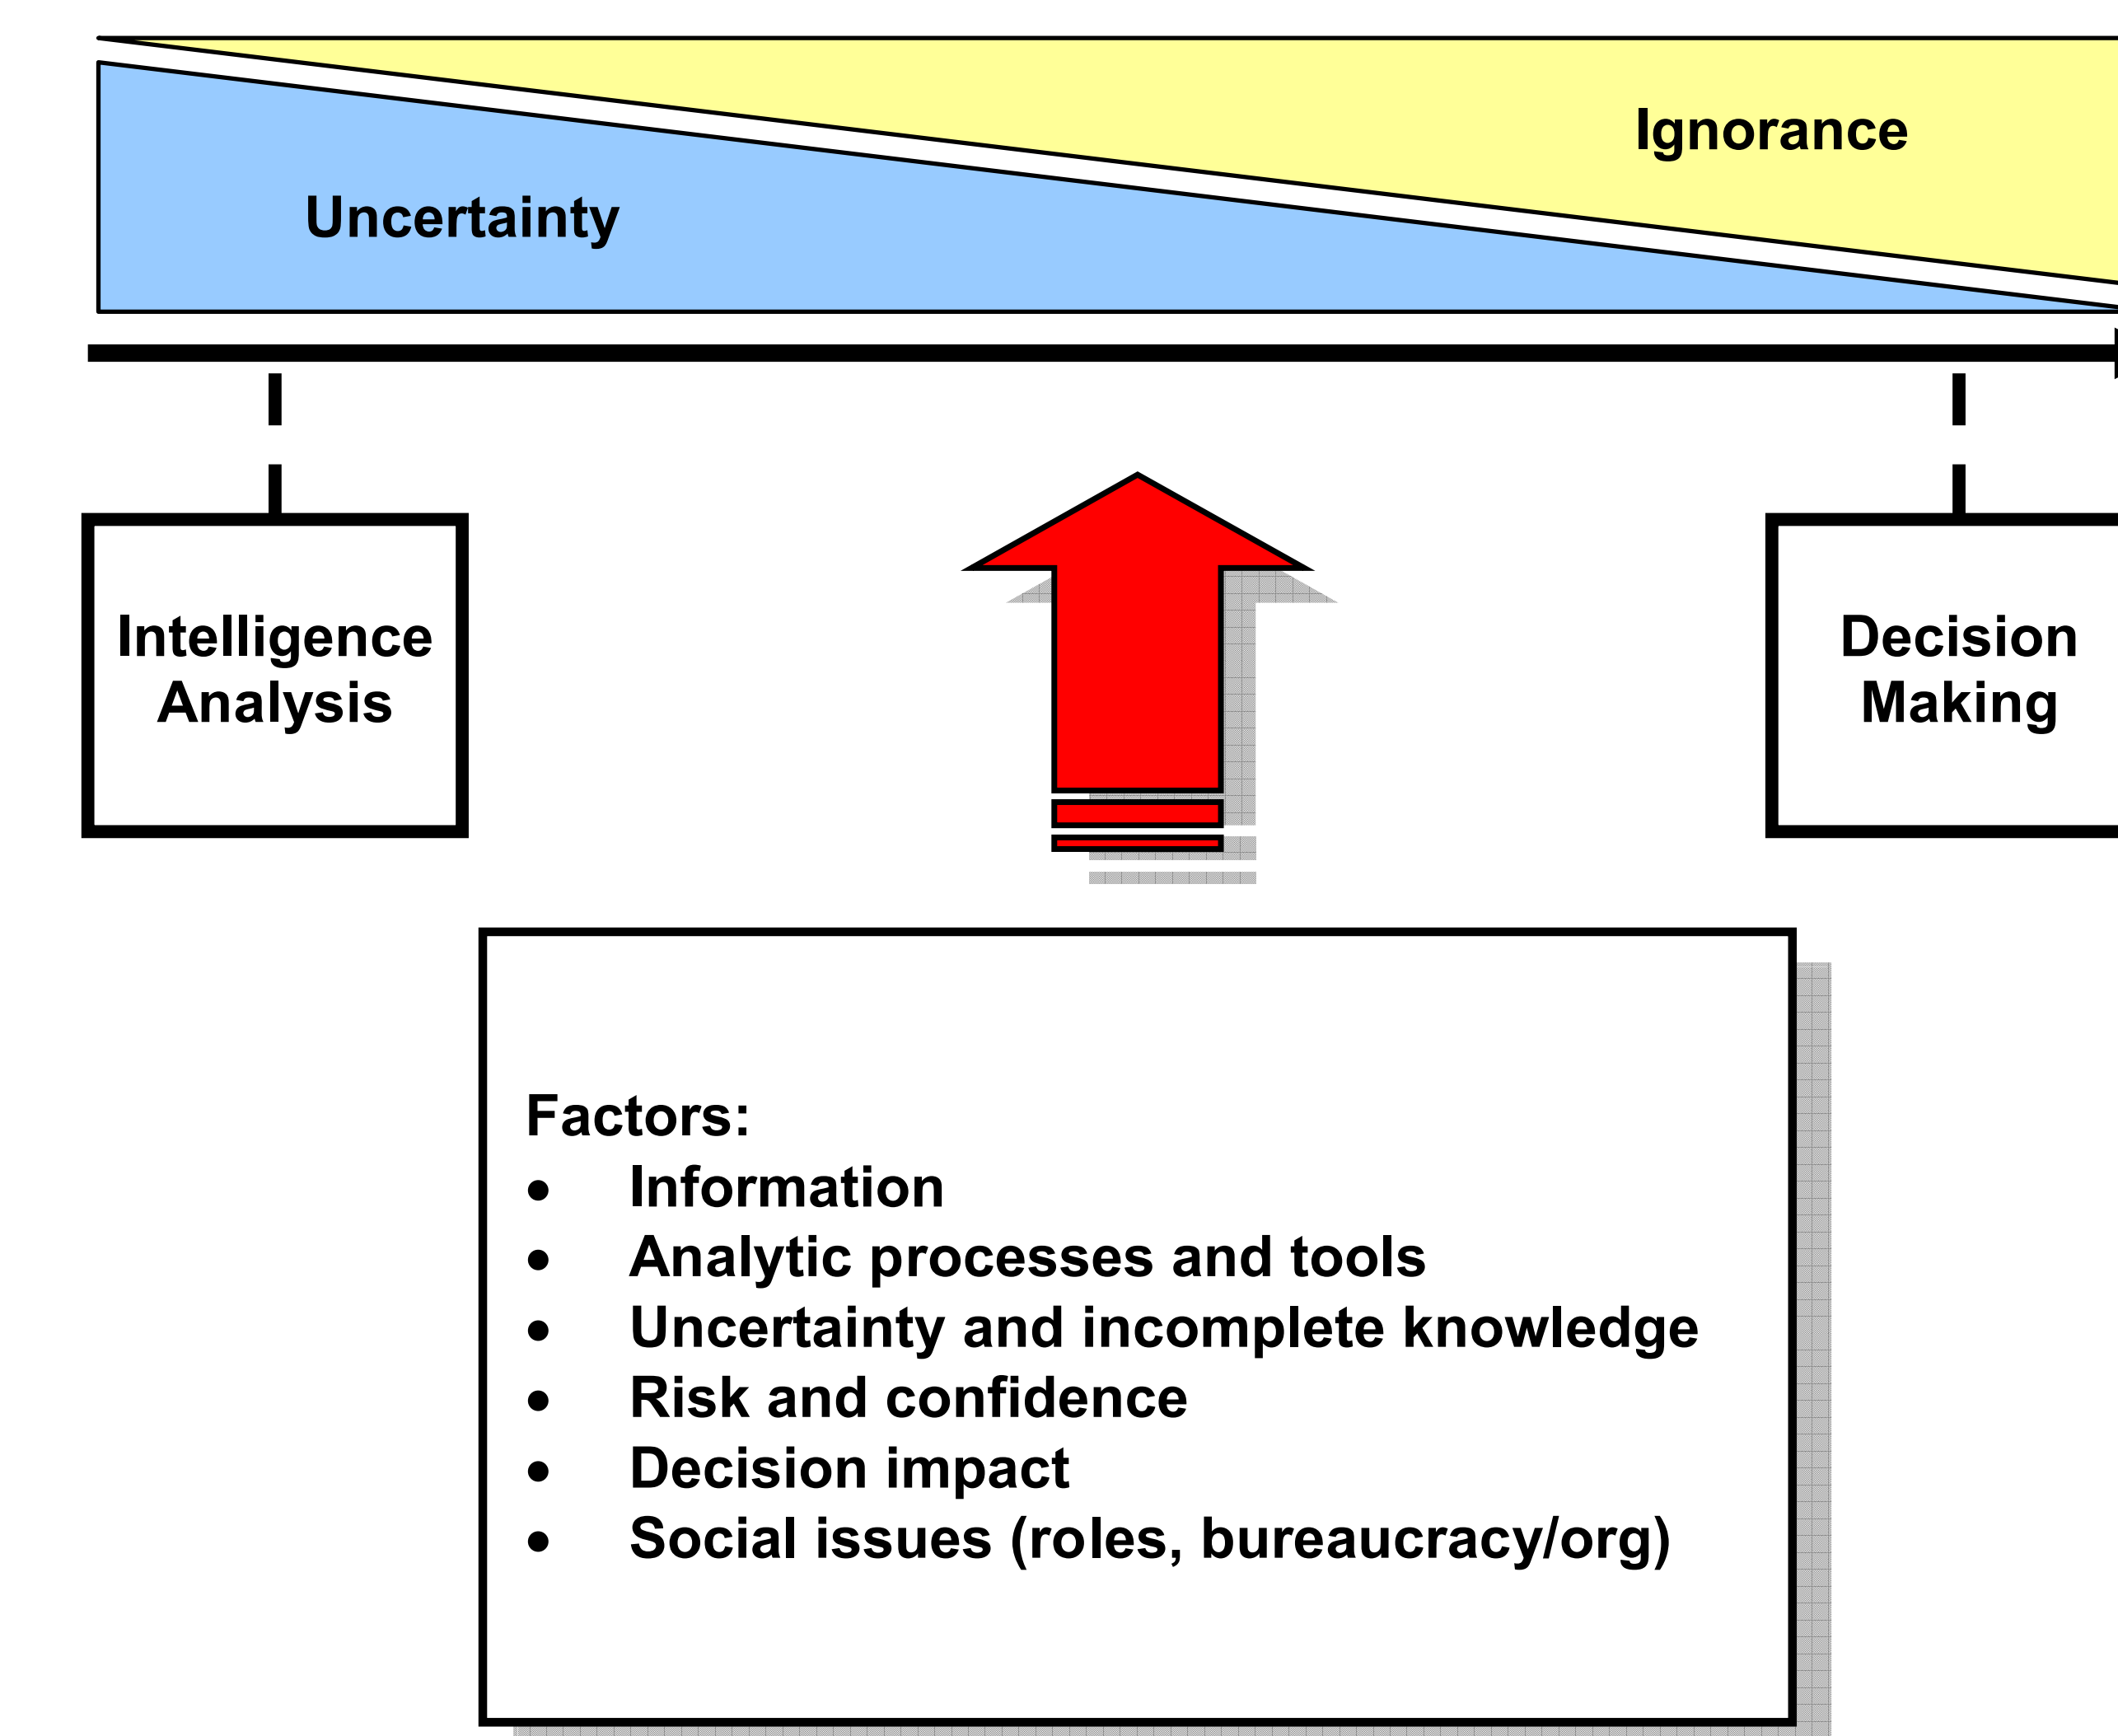 Ignorance
Uncertainty
Intelligence
Analysis
Decision
Making
Factors:
● Information
● Analytic processes and tools
● Uncertainty and incomplete knowledge
● Risk and confidence
● Decision impact
● Social issues (roles, bureaucracy/org)